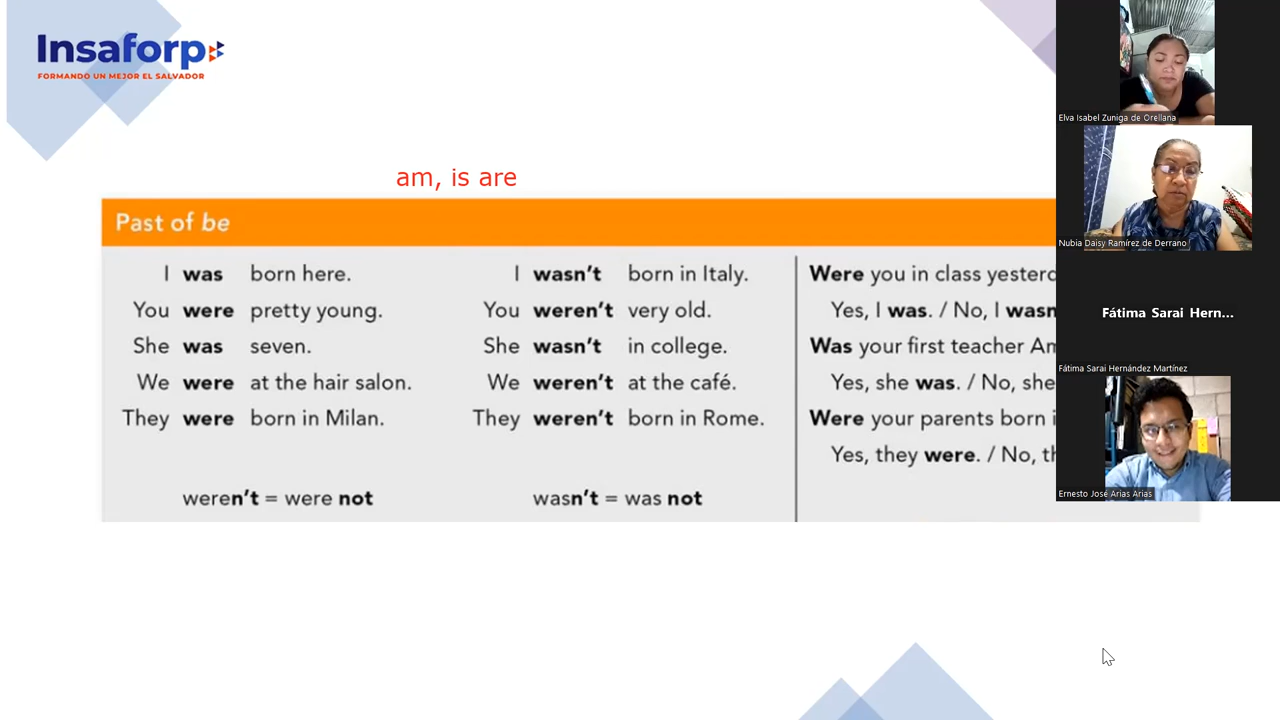 Insaforp
FORMANDO UN MEJOR EL SALVADOR
am, is are
Past of be
I was born here.
You were pretty young.
She was seven.
We were at the hair salon.
They were born in Milan.
weren't = were not
I wasn't born in Italy.
You weren't very old.
She wasn't in college.
We weren't at the café.
They weren't born in Rome.
wasn't = was not
Were you in class
Yes, I was. / No, I
Was your first teacher
Yes, she was. / No, she
Were your parents born
Yes, they were. / No,
Elva Isabel Zuniga de Orellana
Nubia Daisy Ramírez de Derrano
Fátima Sarai Hern...
Fátima Sarai Hernández Martínez
Ernesto José Arias Arias